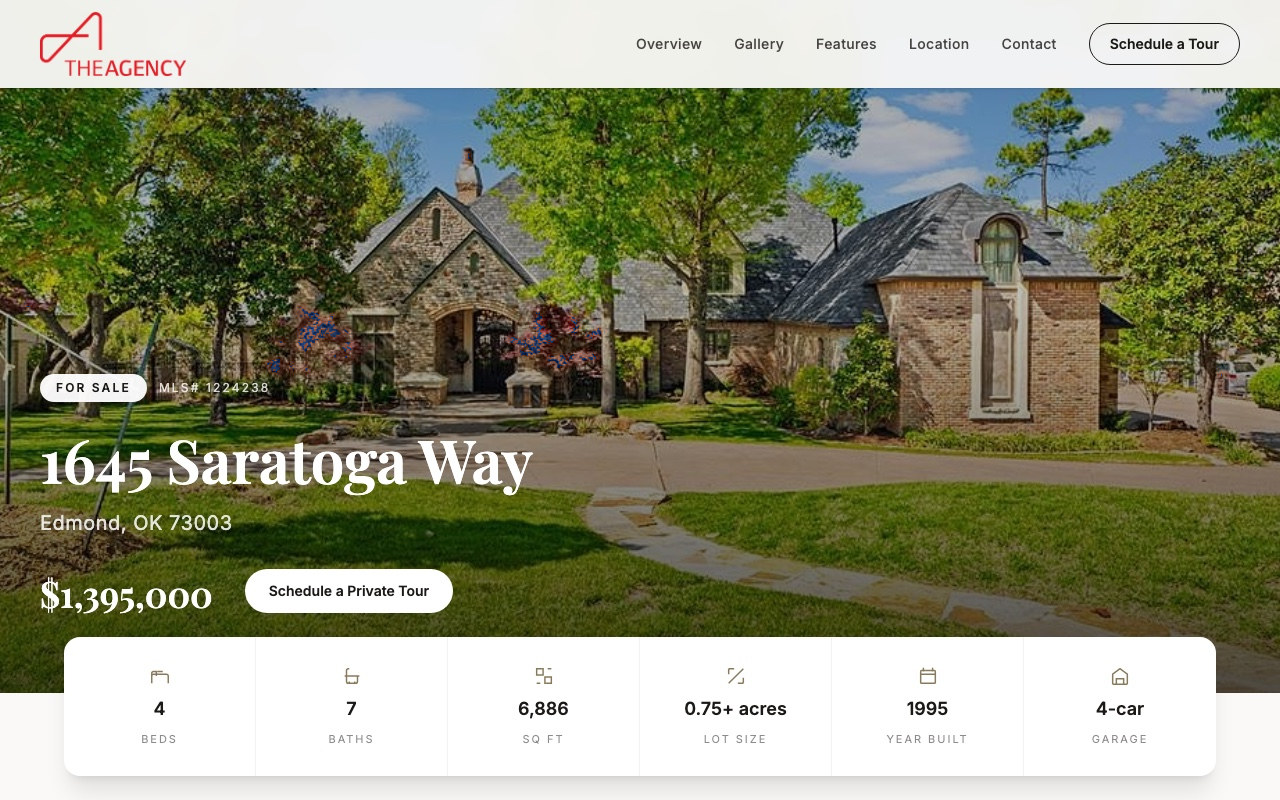 THEAGENCY
Overview
Gallery
Features
Location
Contact
Schedule a Tour
FOR SALE
MLS# 1224238
1645 Saratoga Way
Edmond, OK 73003
$1,395,000
Schedule a Private Tour
4
BEDS
7
BATHS
6,886
SQ FT
0.75+ acres
LOT SIZE
1995
YEAR BUILT
4-car
GARAGE